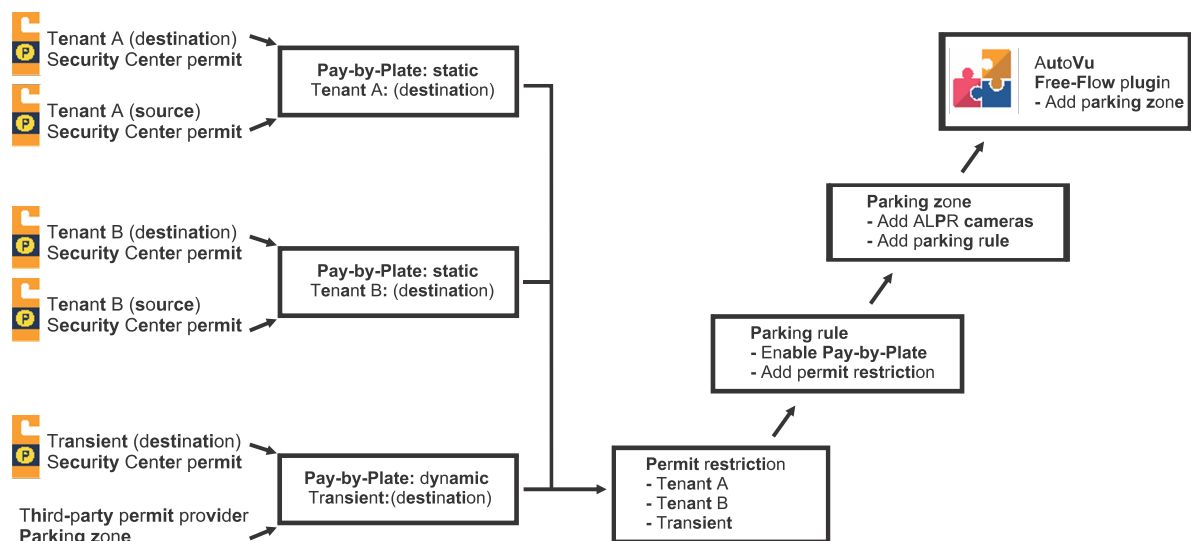 Tenant A (destination)
Security Center permit
Tenant A (source)
Security Center permit
Pay-by-Plate: static
Tenant A: (destination)
Tenant B (destination)
Security Center permit
Tenant B (source)
Security Center permit
Pay-by-Plate: static
Tenant B: (destination)
Transient (destination)
Security Center permit
Third-party permit provider
Parking zone
Pay-by-Plate: dynamic
Transient:(destination)
Permit restriction
- Tenant A
- Tenant B
- Transient
Parking rule
- Enable Pay-by-Plate
- Add permit restriction
Parking zone
- Add ALPR cameras
- Add parking rule
AutoVu
Free-Flow plugin
- Add parking zone
P
P
P
P
P